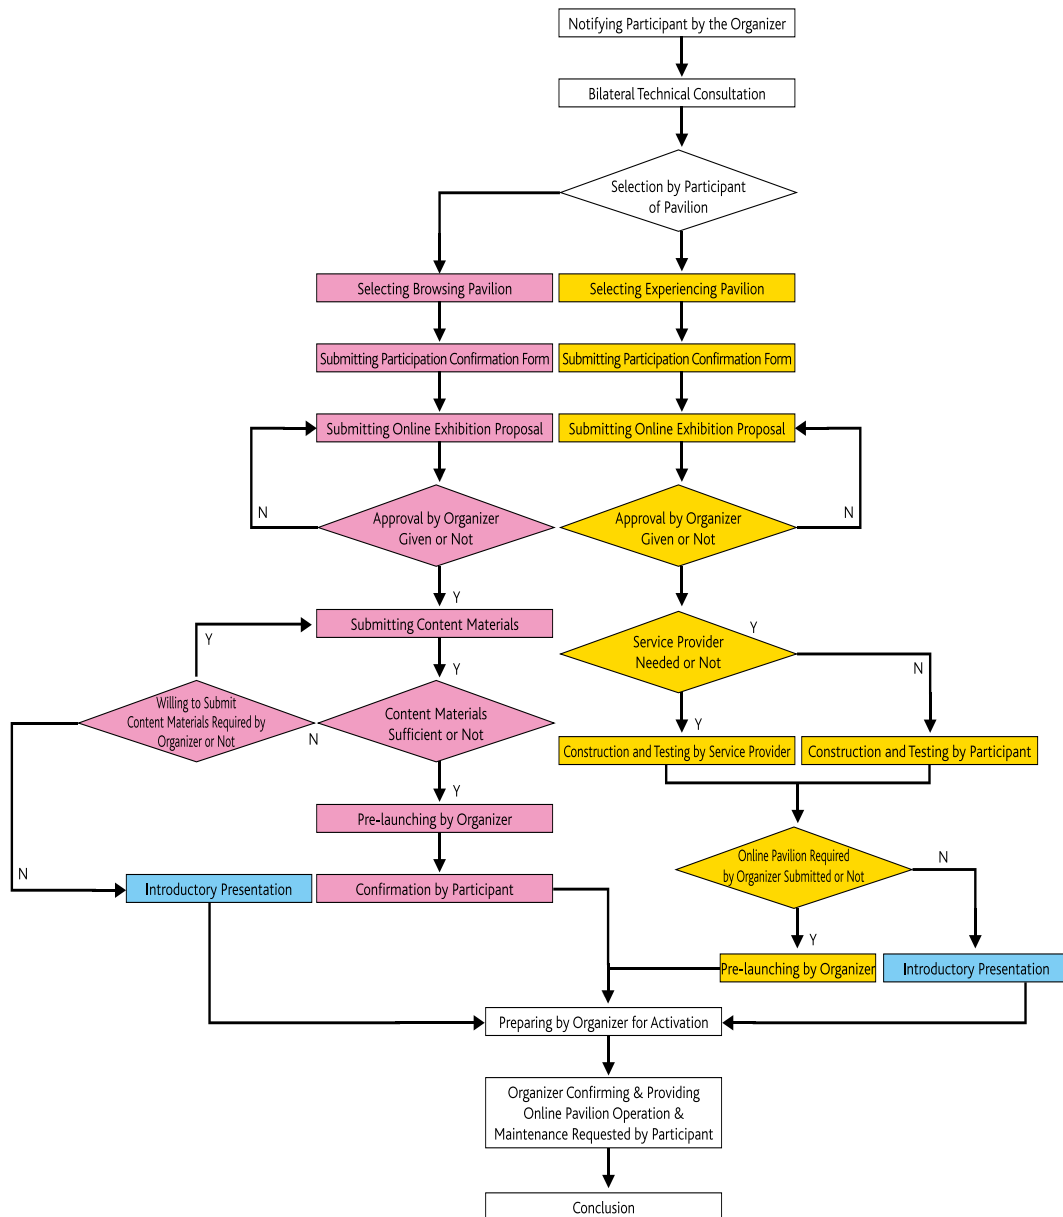 Notifying Participant by the Organizer
Bilateral Technical Consultation
Selection by Participant
of Pavilion
Selecting Browsing Pavilion
Selecting Experiencing Pavilion
Submitting Participation Confirmation Form
Submitting Participation Confirmation Form
Submitting Online Exhibition Proposal
Submitting Online Exhibition Proposal
N
Approval by Organizer
Given or Not
Approval by Organizer
Given or Not
N
Y
Submitting Content Materials
Y
Y
Service Provider
Needed or Not
Y
N
Willing to Submit
Content Materials Required by
Organizer or Not
N
Content Materials
Sufficient or Not
Y
Construction and Testing by Service Provider
Construction and Testing by Participant
Y
Pre-launching by Organizer
Online Pavilion Required
by Organizer Submitted or Not
N
N
Introductory Presentation
Confirmation by Participant
Y
Pre-launching by Organizer
Introductory Presentation
Preparing by Organizer for Activation
Organizer Confirming & Providing
Online Pavilion Operation &
Maintenance Requested by Participant
Conclusion